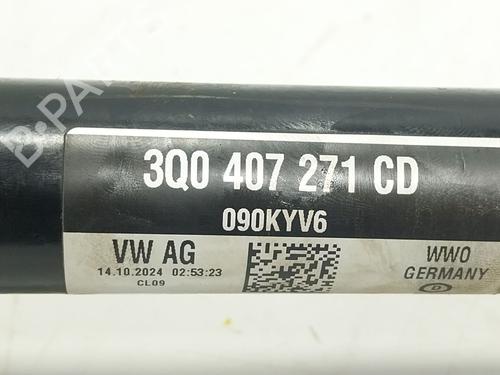 B-PARTS
3Q0 407 271 CD
090KYV6
VW AG
14.10.2024 02:53:23
CL09
WWO
GERMANY
D